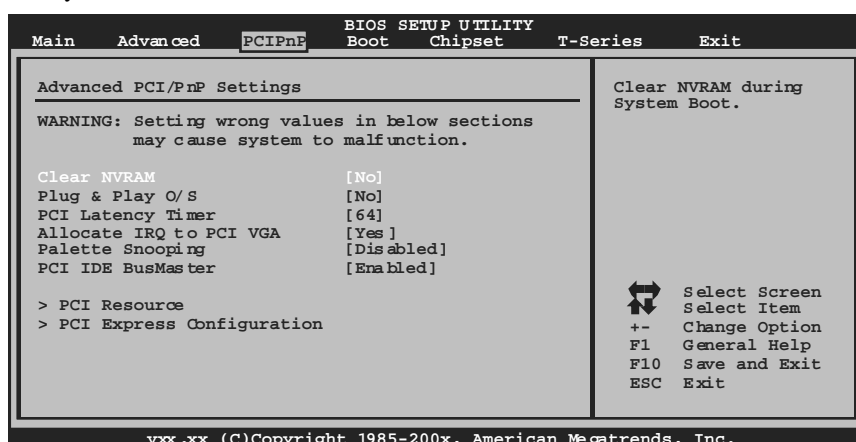 BIOS SETUP UTILITY
Main Advanced PCIPnP Boot Chipset T-Series Exit
Advanced PCI/PnP Settings
WARNING: Setting wrong values in below sections
may cause system to malfunction.
Clear NVRAM [No]
Plug & Play O/S [No]
PCI Latency Timer [64]
Allocate IRQ to PCI VGA [Yes]
Palette Snooping [Disabled]
PCI IDE BusMaster [Enabled]
> PCI Resource
> PCI Express Configuration
Clear NVRAM during
System Boot.
Select Screen
Select Item
+- Change Option
F1 General Help
F10 Save and Exit
ESC Exit
vxx.xx (C)Copyright 1985-200x, American Megatrends, Inc.